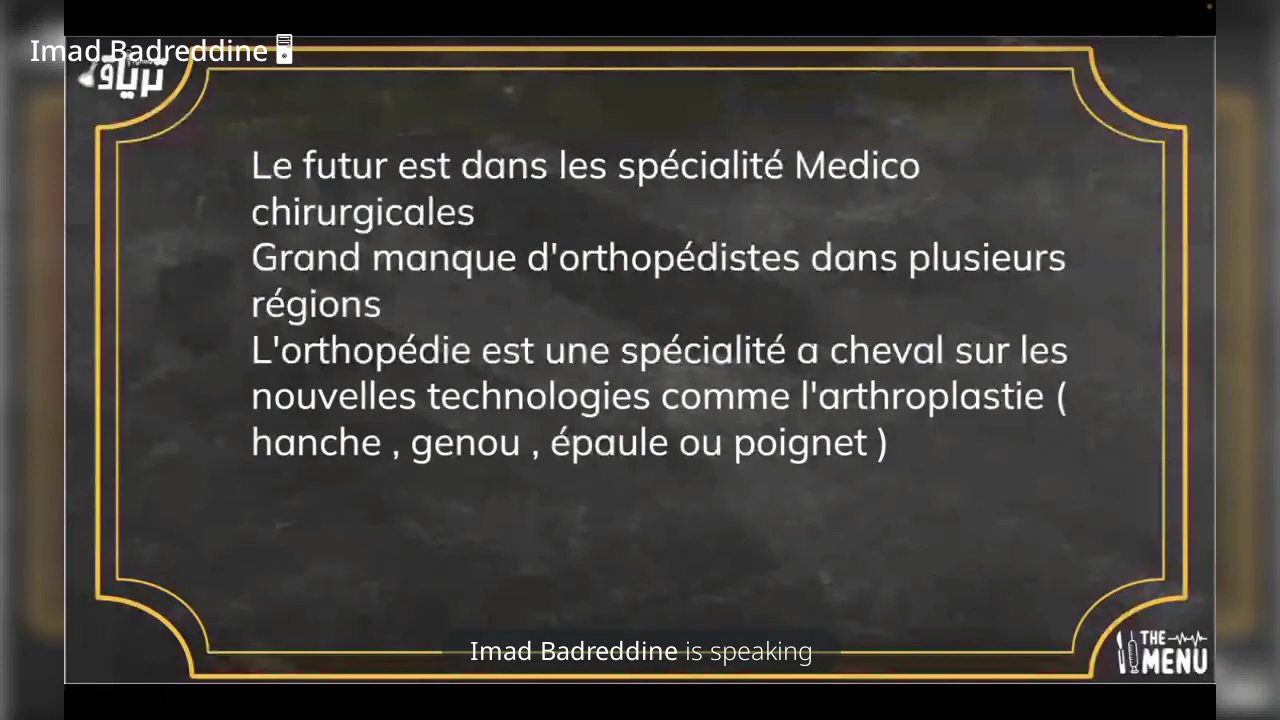 Imad Badreddine
ترياق
Le futur est dans les spécialité Medico
chirurgicales
Grand manque d'orthopédistes dans plusieurs
régions
L'orthopédie est une spécialité a cheval sur les
nouvelles technologies comme l'arthroplastie (
hanche , genou , épaule ou poignet )
Imad Badreddine is speaking
THE
MENU